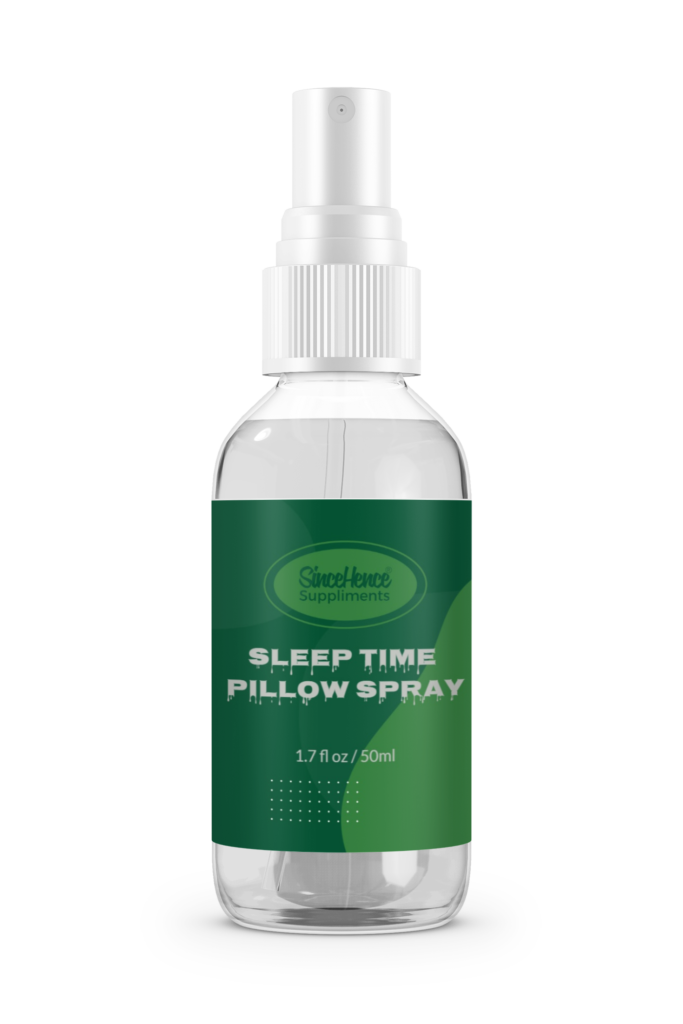 SinceHence®
Suppliments
SLEEP TIME
PILLOW SPRAY
1.7 fl oz / 50ml